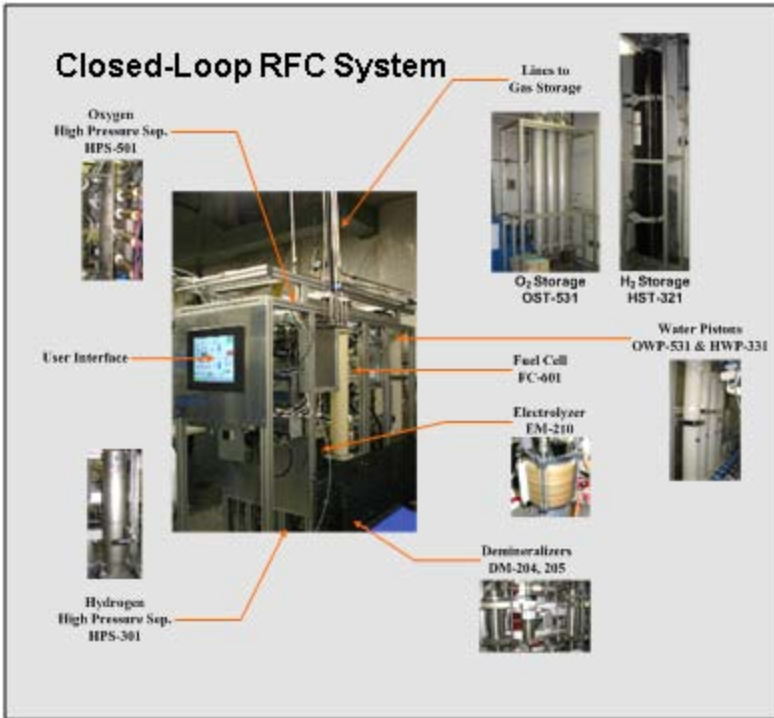 Closed-Loop RFC System
Lines to
Gas Storage
Oxygen
High Pressure Sep.
HPS-501
O₂ Storage
OST-531
H₂ Storage
HST-321
Water Pistons
OWP-531 & HWP-331
User Interface
Fuel Cell
FC-601
Electrolyzer
EM-210
Demineralizers
DM-204, 205
Hydrogen
High Pressure Sep.
HPS-301